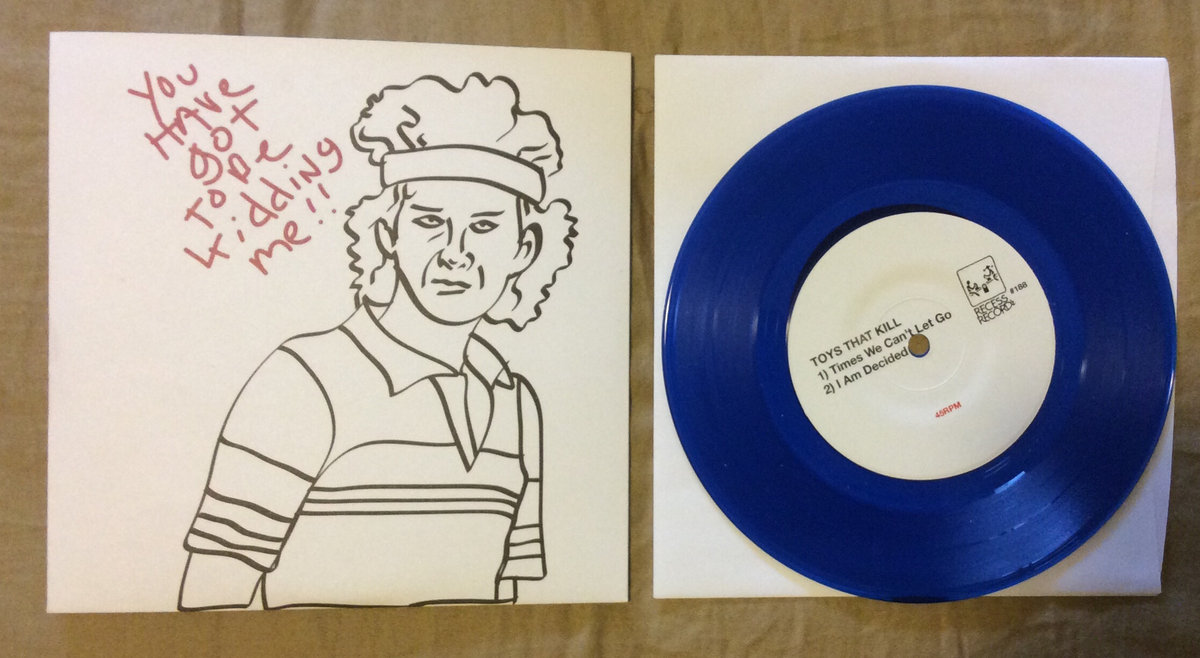 You
HAve
got
TO Be
kidding
me!!
TOYS THAT KILL
1) Times We Can't Let Go
2) I Am Decided
45RPM
RECESS
RECORDS
#188